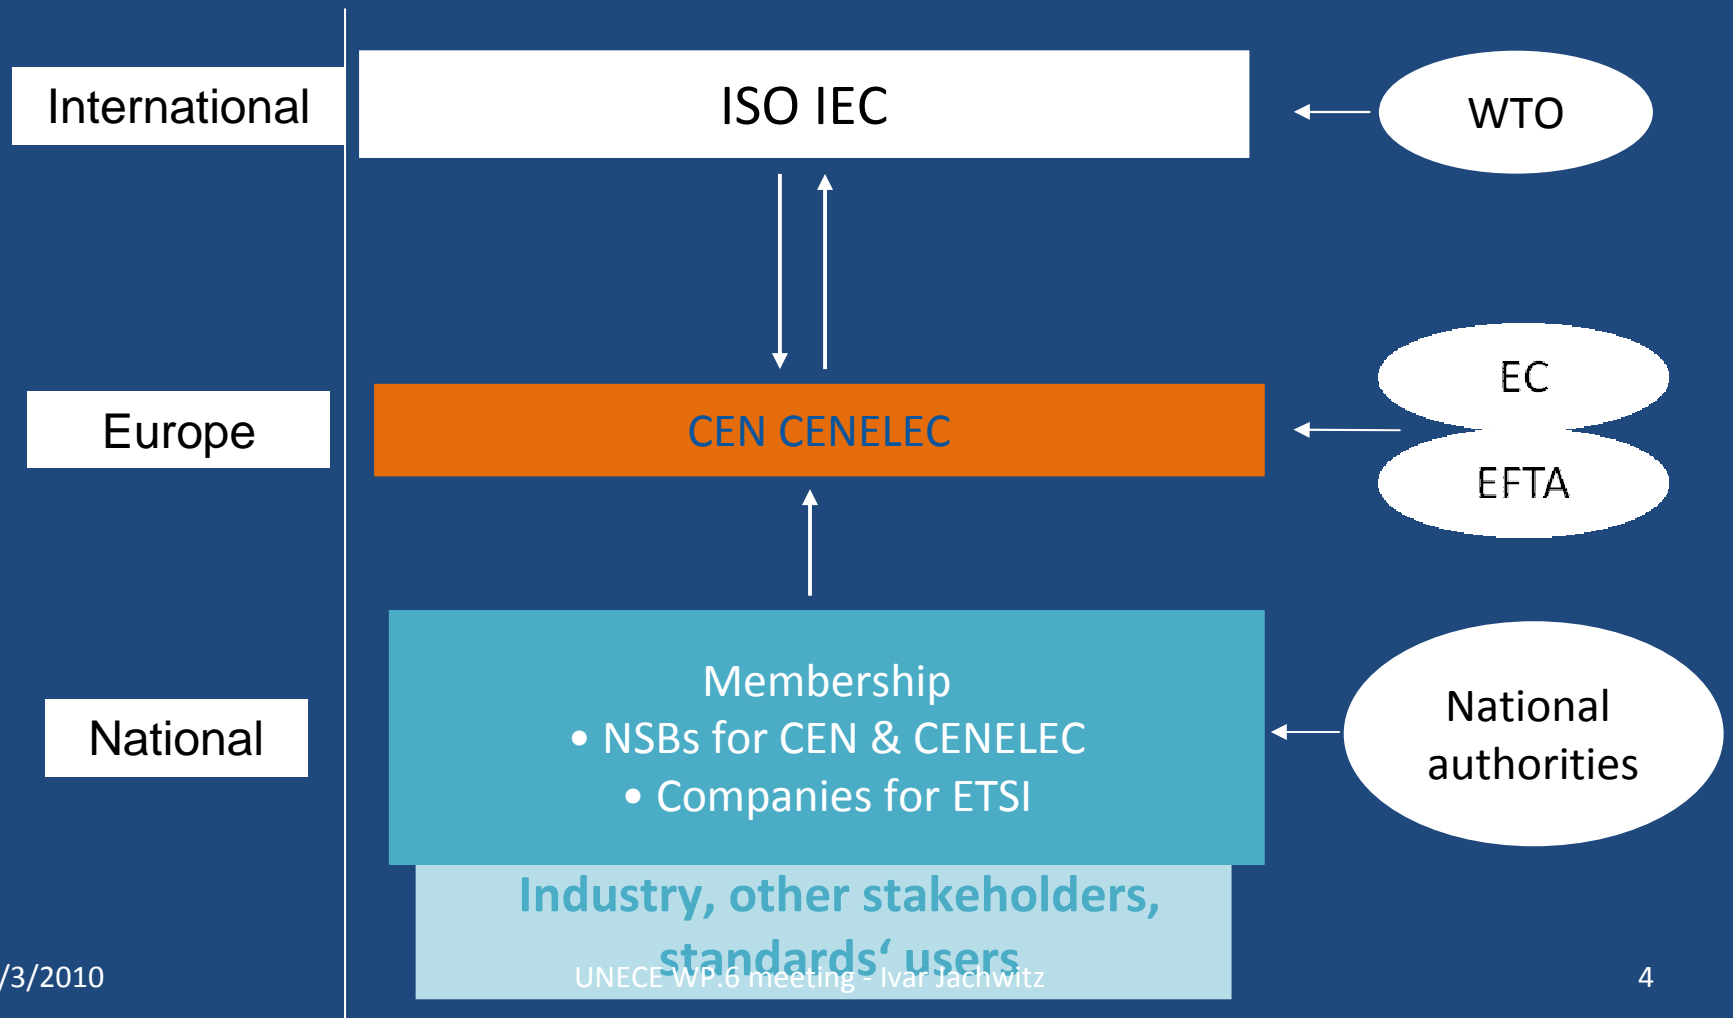 International
ISO IEC
WTO
Europe
CEN CENELEC
EC
EFTA
National
Membership
• NSBs for CEN & CENELEC
• Companies for ETSI
National
authorities
Industry, other stakeholders,
standards‘ users
/3/2010
UNECE WP.6 meeting - Ivar Jachwitz
4